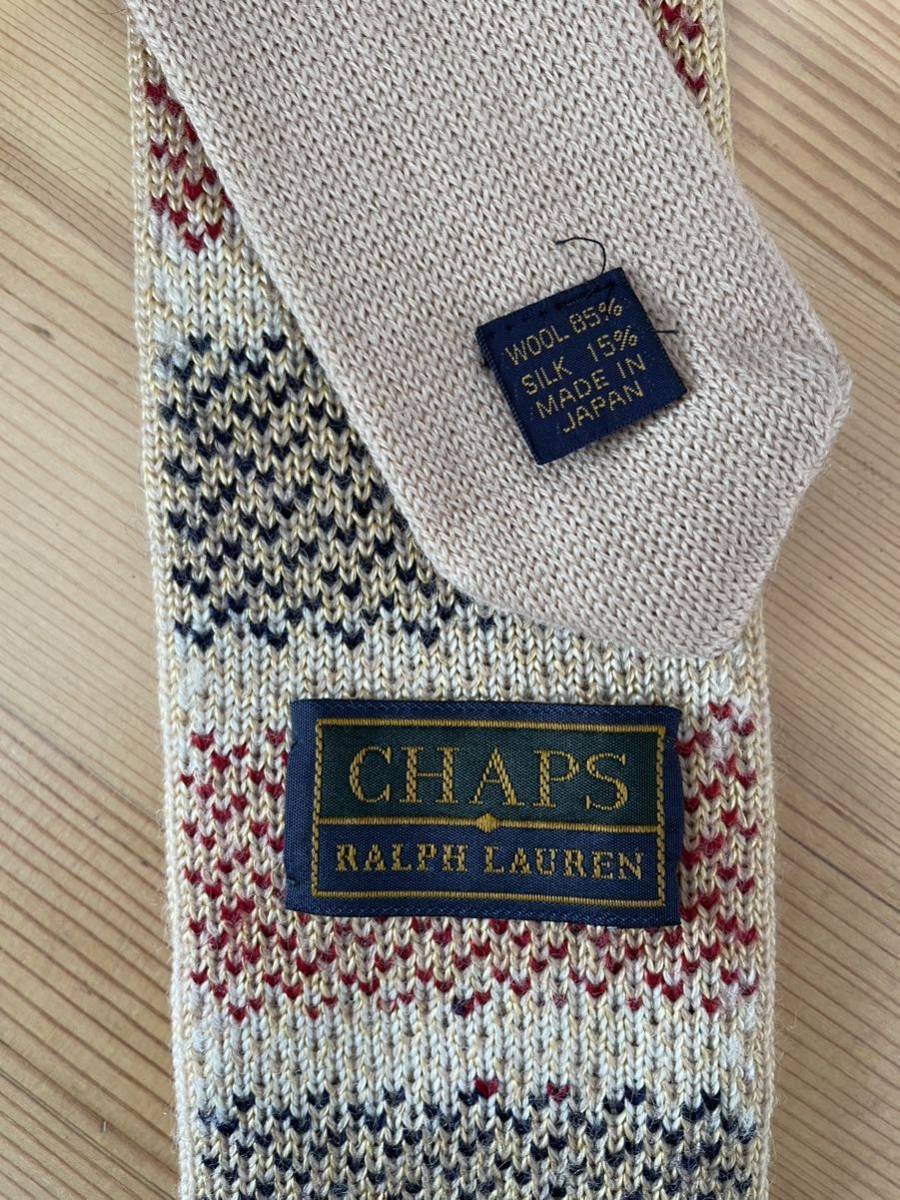 WOOL 85%
SILK 15%
MADE IN
JAPAN
CHAPS
RALPH LAUREN